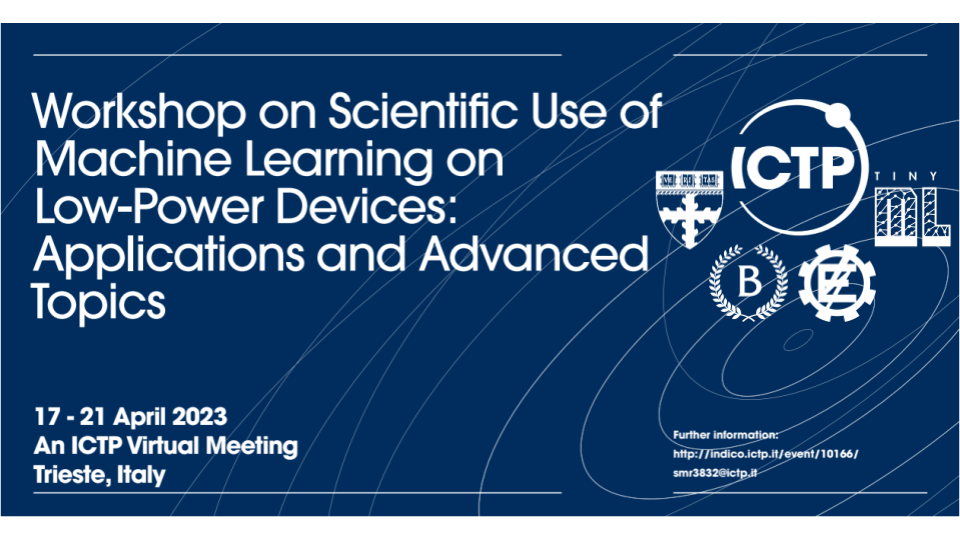 Workshop on Scientific Use of
Machine Learning on
Low-Power Devices:
Applications and Advanced
Topics
17 - 21 April 2023
An ICTP Virtual Meeting
Trieste, Italy
ICTP
TINY
ML
B
Further information:
http://indico.ictp.it/event/10166/
smr3832@ictp.it